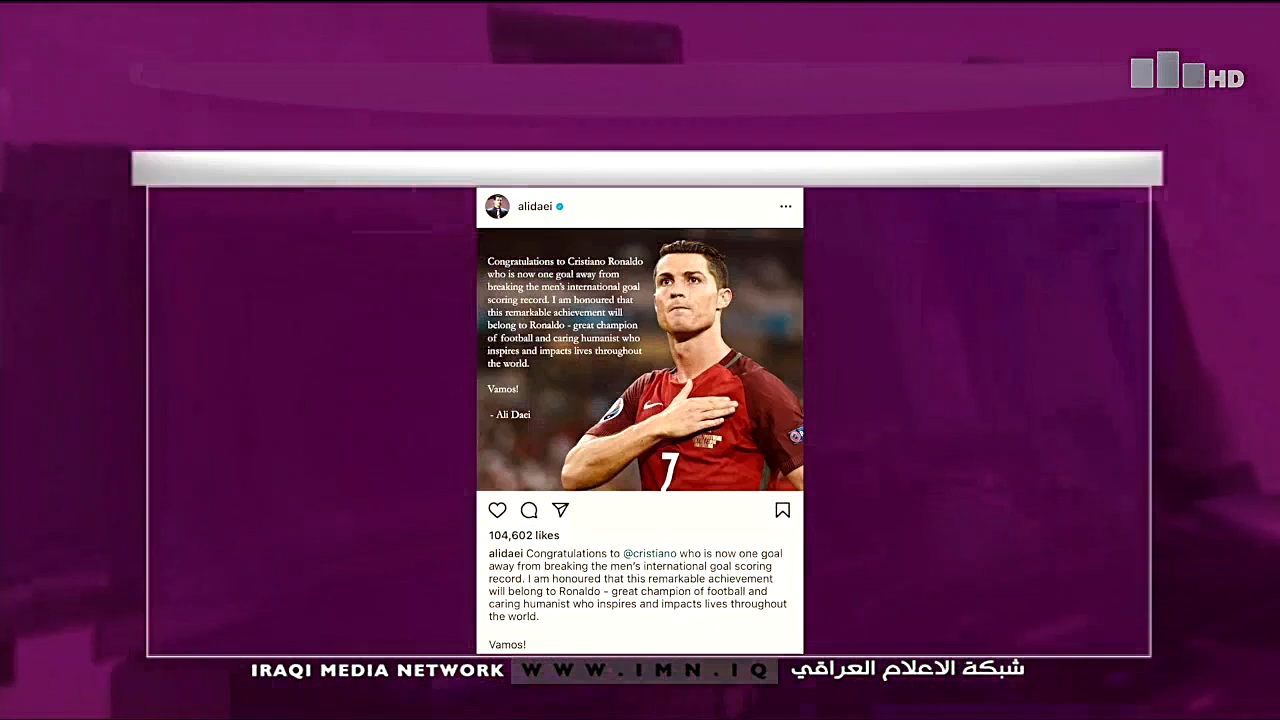 HD
alidaei
Congratulations to Cristiano Ronaldo
who is now one goal away from
breaking the men's international goal
scoring record. I am honoured that
this remarkable achievement will
belong to Ronaldo - great champion
of football and caring humanist who
inspires and impacts lives throughout
the world.
Vamos!
- Ali Daei
7
104,602 likes
alidaei Congratulations to @cristiano who is now one goal
away from breaking the men's international goal scoring
record. I am honoured that this remarkable achievement
will belong to Ronaldo - great champion of football and
caring humanist who inspires and impacts lives throughout
the world.
Vamos!
IRAQI MEDIA NETWORK WWW.IMN.IQ شبكة الاعلام العراقي